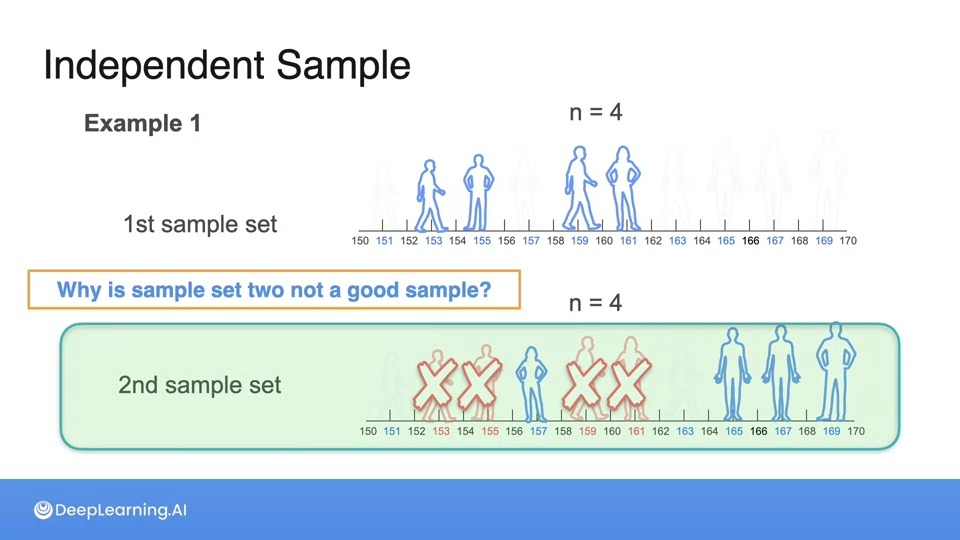 Independent Sample
Example 1
n = 4
1st sample set
150 151 152 153 154 155 156 157 158 159 160 161 162 163 164 165 166 167 168 169 170
Why is sample set two not a good sample?
n = 4
2nd sample set
150 151 152 153 154 155 156 157 158 159 160 161 162 163 164 165 166 167 168 169 170
DeepLearning.AI